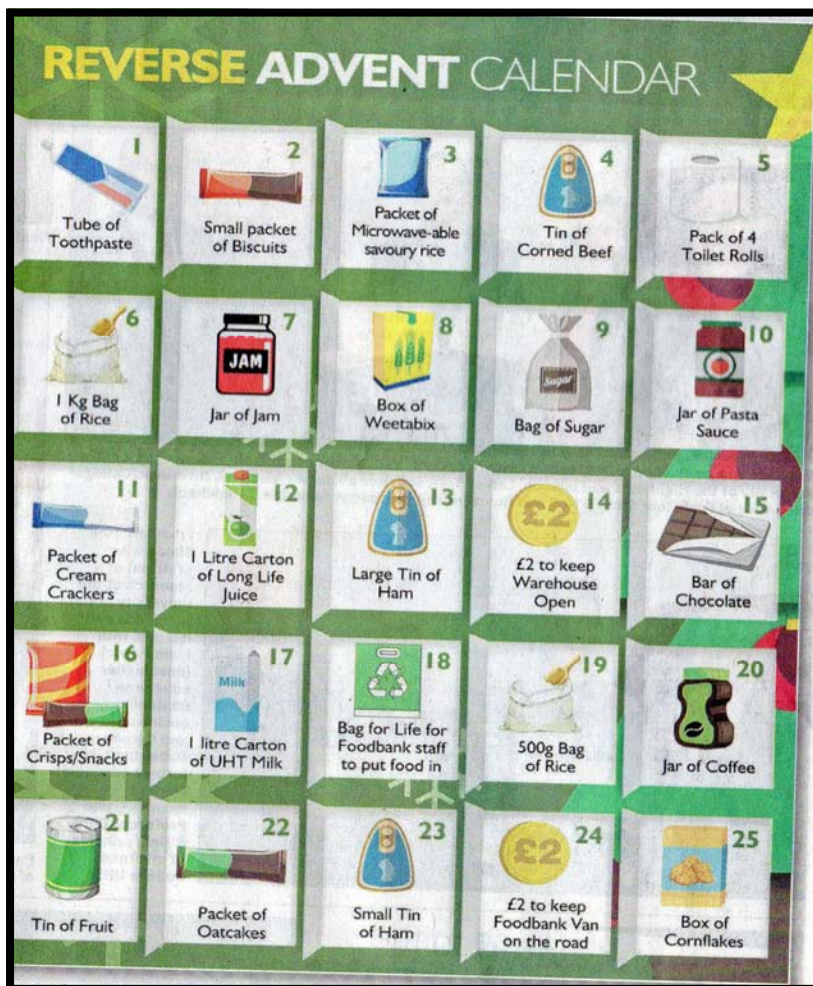 REVERSE ADVENT CALENDAR
1
Tube of
Toothpaste
2
Small packet
of Biscuits
3
Packet of
Microwave-able
savoury rice
4
Tin of
Corned Beef
5
Pack of 4
Toilet Rolls
6
1 Kg Bag
of Rice
7
JAM
Jar of Jam
8
Box of
Weetabix
9
Sugar
Bag of Sugar
10
Jar of Pasta
Sauce
11
Packet of
Cream
Crackers
12
1 Litre Carton
of Long Life
Juice
13
Large Tin of
Ham
14
£2
£2 to keep
Warehouse
Open
15
Bar of
Chocolate
16
Packet of
Crisps/Snacks
17
Milk
1 litre Carton
of UHT Milk
18
Bag for Life for
Foodbank staff
to put food in
19
500g Bag
of Rice
20
Jar of Coffee
21
Tin of Fruit
22
Packet of
Oatcakes
23
Small Tin
of Ham
24
£2
£2 to keep
Foodbank Van
on the road
25
Box of
Cornflakes